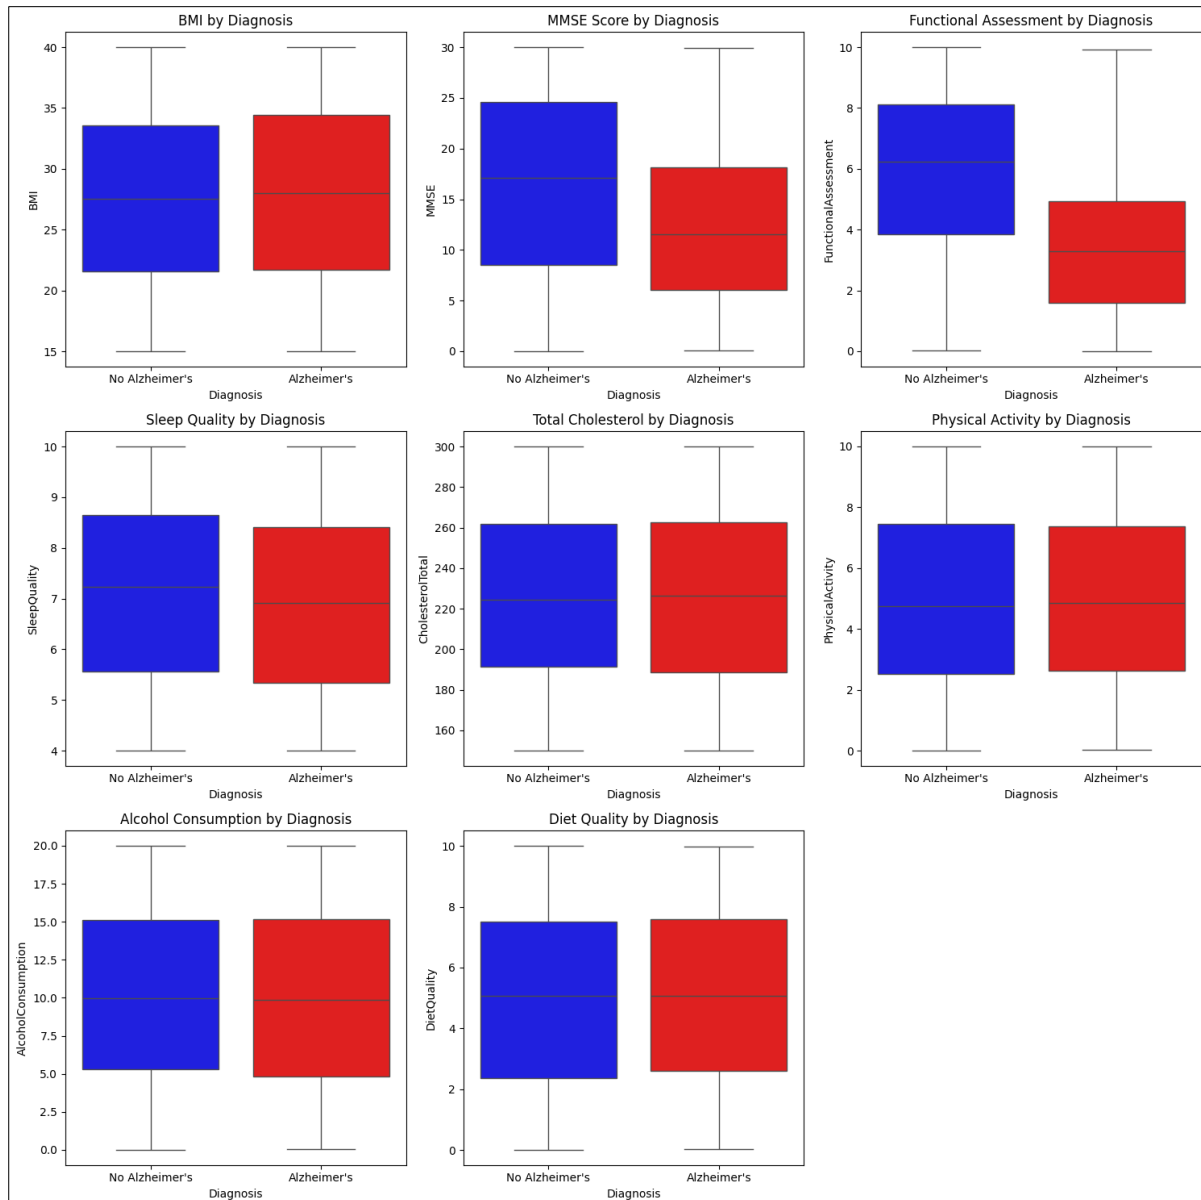 BMI by Diagnosis
40
35
30
25
20
15
BMI
No Alzheimer's Alzheimer's
Diagnosis
MMSE Score by Diagnosis
30
25
20
15
10
5
0
MMSE
No Alzheimer's Alzheimer's
Diagnosis
Functional Assessment by Diagnosis
10
8
6
4
2
0
FunctionalAssessment
No Alzheimer's Alzheimer's
Diagnosis
Sleep Quality by Diagnosis
10
9
8
7
6
5
4
SleepQuality
No Alzheimer's Alzheimer's
Diagnosis
Total Cholesterol by Diagnosis
300
280
260
240
220
200
180
160
CholesterolTotal
No Alzheimer's Alzheimer's
Diagnosis
Physical Activity by Diagnosis
10
8
6
4
2
0
PhysicalActivity
No Alzheimer's Alzheimer's
Diagnosis
Alcohol Consumption by Diagnosis
20.0
17.5
15.0
12.5
10.0
7.5
5.0
2.5
0.0
AlcoholConsumption
No Alzheimer's Alzheimer's
Diagnosis
Diet Quality by Diagnosis
10
8
6
4
2
0
DietQuality
No Alzheimer's Alzheimer's
Diagnosis